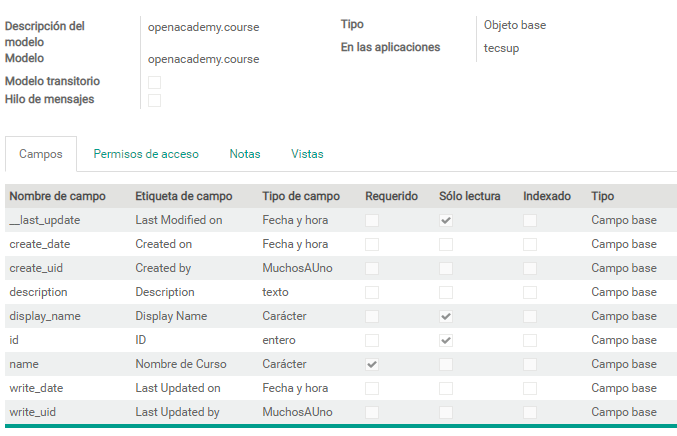 Descripción del modelo openacademy.course
Modelo openacademy.course
Modelo transitorio
Hilo de mensajes
Tipo Objeto base
En las aplicaciones tecsup
Campos Permisos de acceso Notas Vistas
Nombre de campo Etiqueta de campo Tipo de campo Requerido Sólo lectura Indexado Tipo
__last_update Last Modified on Fecha y hora Campo base
create_date Created on Fecha y hora Campo base
create_uid Created by MuchosAUno Campo base
description Description texto Campo base
display_name Display Name Carácter Campo base
id ID entero Campo base
name Nombre de Curso Carácter Campo base
write_date Last Updated on Fecha y hora Campo base
write_uid Last Updated by MuchosAUno Campo base